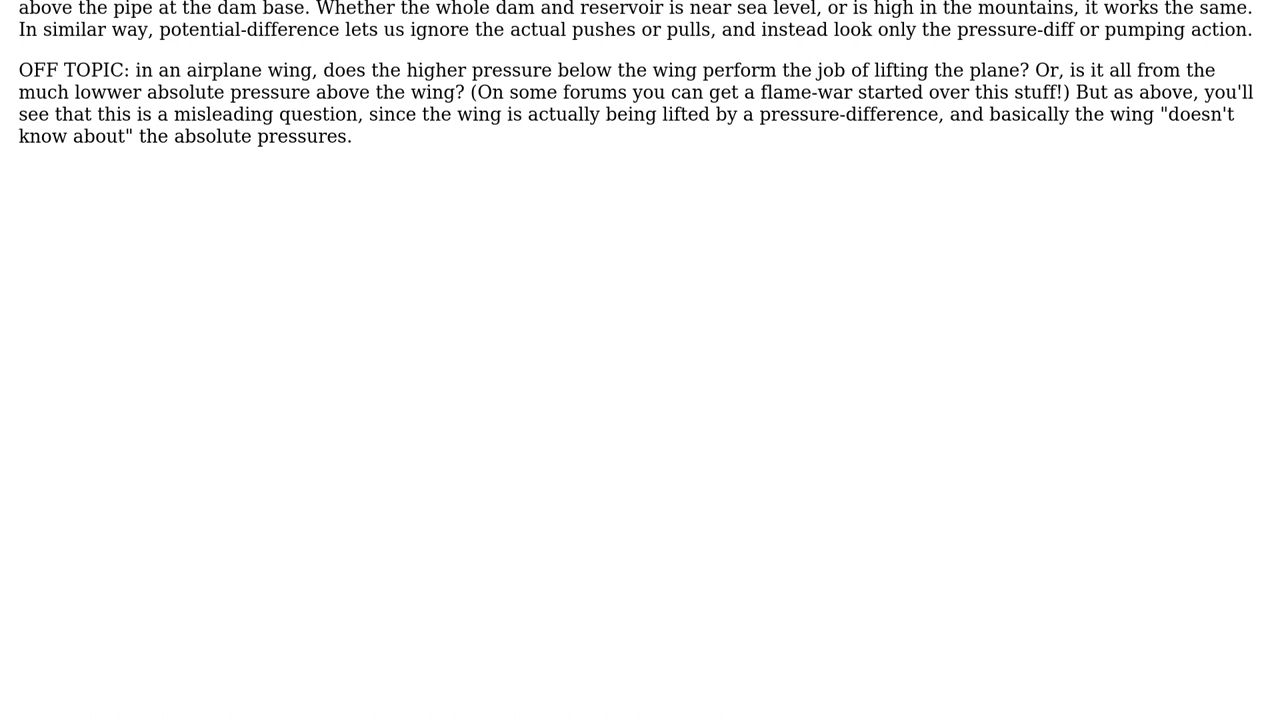 above the pipe at the dam base. Whether the whole dam and reservoir is near sea level, or is high in the mountains, it works the same.
In similar way, potential-difference lets us ignore the actual pushes or pulls, and instead look only the pressure-diff or pumping action.
OFF TOPIC: in an airplane wing, does the higher pressure below the wing perform the job of lifting the plane? Or, is it all from the
much lowwer absolute pressure above the wing? (On some forums you can get a flame-war started over this stuff!) But as above, you'll
see that this is a misleading question, since the wing is actually being lifted by a pressure-difference, and basically the wing "doesn't
know about" the absolute pressures.